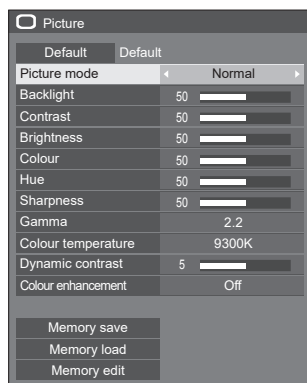 Picture
Default Default
Picture mode Normal
Backlight 50
Contrast 50
Brightness 50
Colour 50
Hue 50
Sharpness 50
Gamma 2.2
Colour temperature 9300K
Dynamic contrast 5
Colour enhancement Off
Memory save
Memory load
Memory edit